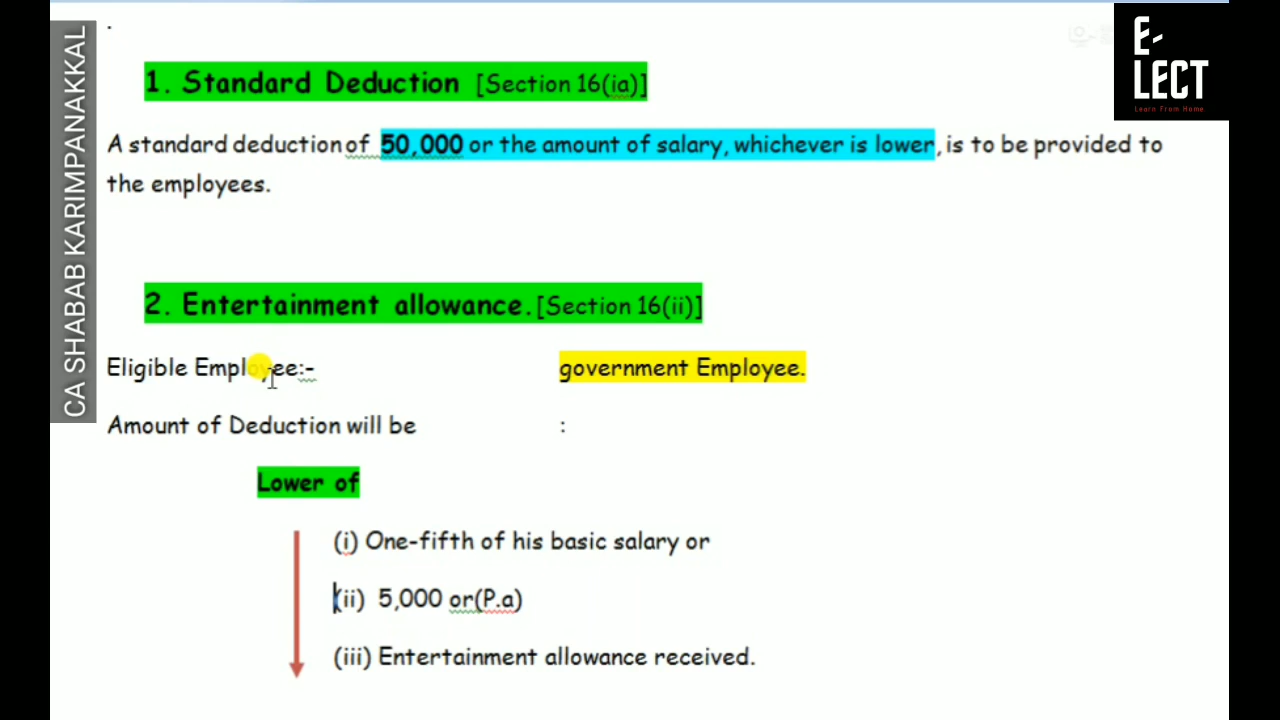 CA SHABAB KARIMPANAKKAL
E-
LECT
Learn From Home
1. Standard Deduction [Section 16(ia)]
A standard deduction of 50,000 or the amount of salary, whichever is lower, is to be provided to
the employees.
2. Entertainment allowance.[Section 16(ii)]
Eligible Employee:- government Employee.
Amount of Deduction will be :
Lower of
(i) One-fifth of his basic salary or
(ii) 5,000 or(P.a)
(iii) Entertainment allowance received.